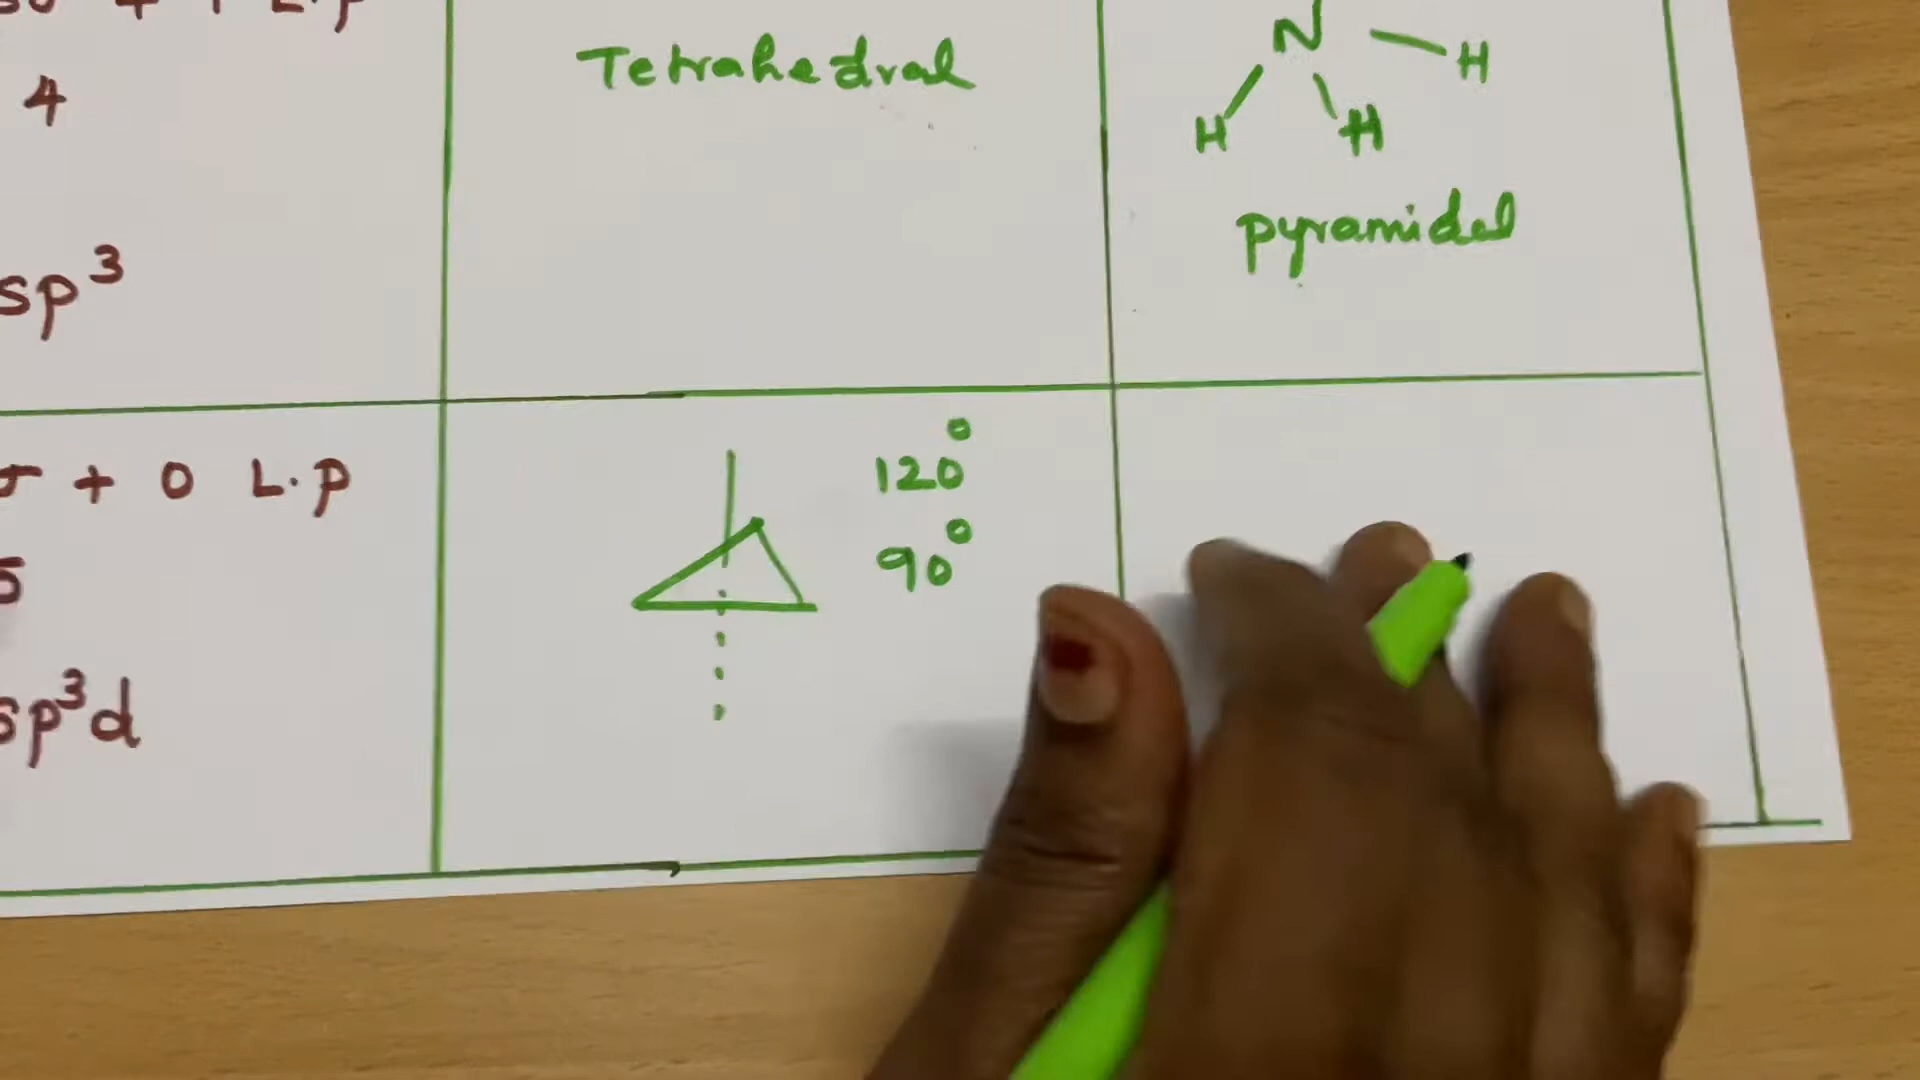 Tetrahedral
4
sp³
N
H
H
H
pyramidal
σ + 0 L.p
5
sp³d
120°
90°